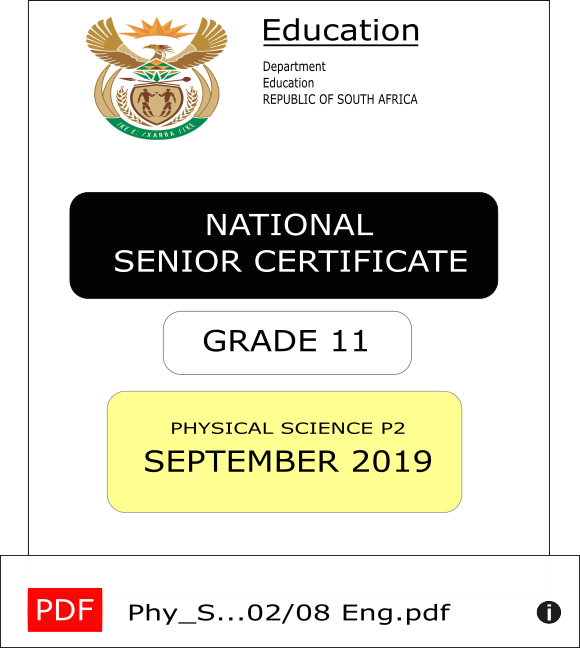 Education
Department
Education
REPUBLIC OF SOUTH AFRICA
!KE E: /XARRA //KE
NATIONAL
SENIOR CERTIFICATE
GRADE 11
PHYSICAL SCIENCE P2
SEPTEMBER 2019
PDF Phy_S...02/08 Eng.pdf i